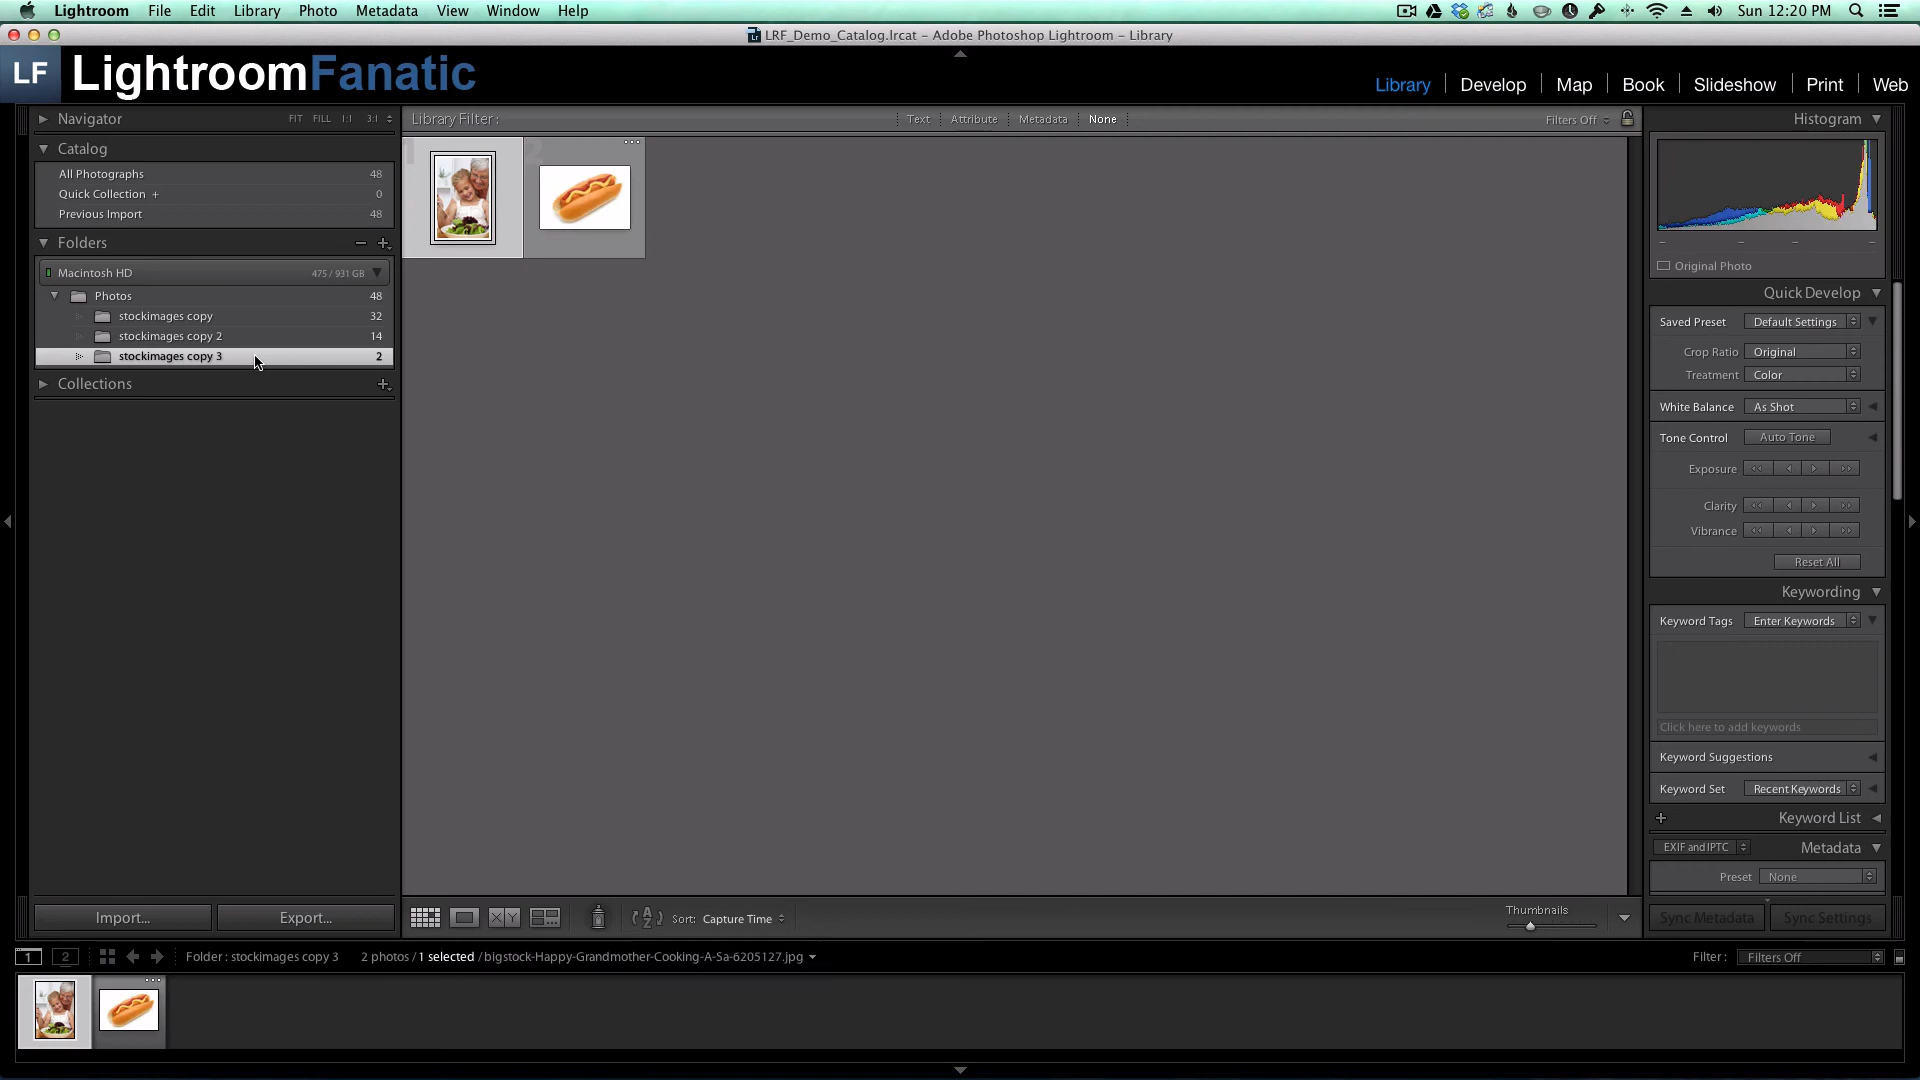 Lightroom File Edit Library Photo Metadata View Window Help Sun 12:20 PM
LRF_Demo_Catalog.lrcat – Adobe Photoshop Lightroom – Library
LF LightroomFanatic
Library Develop Map Book Slideshow Print Web
Navigator FIT FILL 1:1 3:1
Catalog
All Photographs 48
Quick Collection + 0
Previous Import 48
Folders
Macintosh HD 475 / 931 GB
Photos 48
stockimages copy 32
stockimages copy 2 14
stockimages copy 3 2
Collections
Import... Export...
Library Filter : Text Attribute Metadata None Filters Off
1 2
Sort: Capture Time Thumbnails
Histogram
Original Photo
Quick Develop
Saved Preset Default Settings
Crop Ratio Original
Treatment Color
White Balance As Shot
Tone Control Auto Tone
Exposure
Clarity
Vibrance
Reset All
Keywording
Keyword Tags Enter Keywords
Click here to add keywords
Keyword Suggestions
Keyword Set Recent Keywords
Keyword List
EXIF and IPTC Metadata
Preset None
Sync Metadata Sync Settings
1 2 Folder : stockimages copy 3 2 photos / 1 selected / bigstock-Happy-Grandmother-Cooking-A-Sa-6205127.jpg Filter : Filters Off